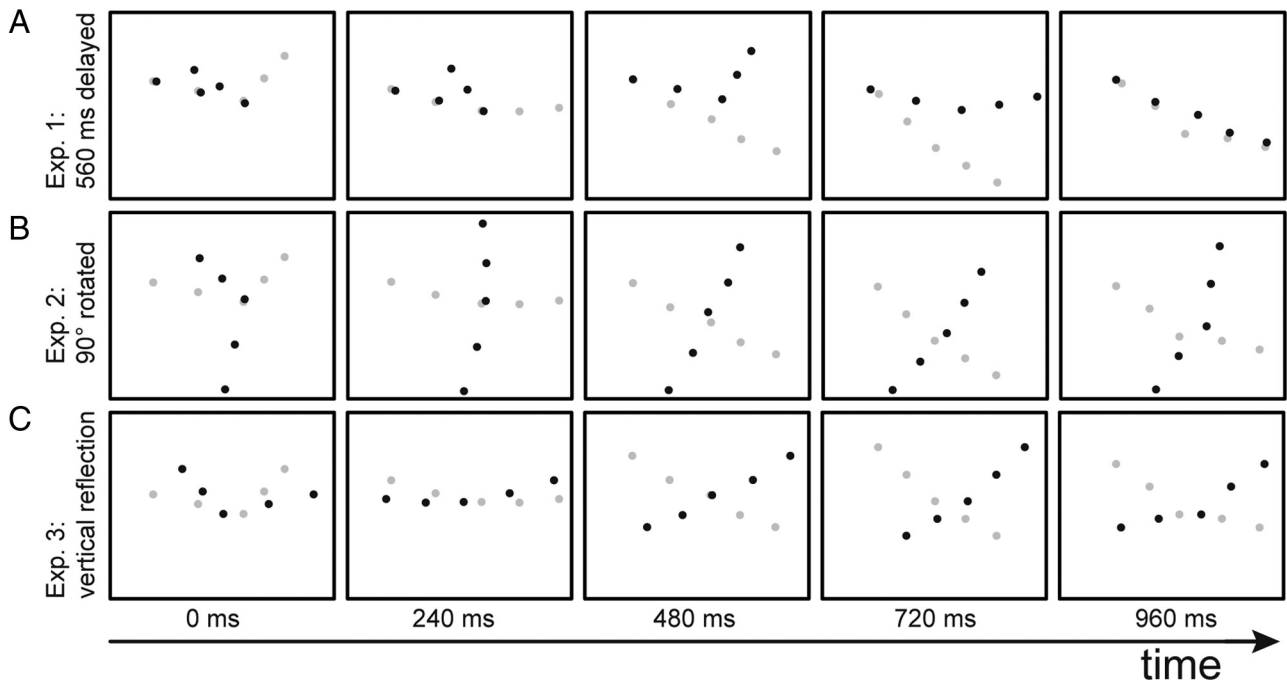 A
Exp. 1:
560 ms delayed
B
Exp. 2:
90° rotated
C
Exp. 3:
vertical reflection
0 ms
240 ms
480 ms
720 ms
960 ms
time